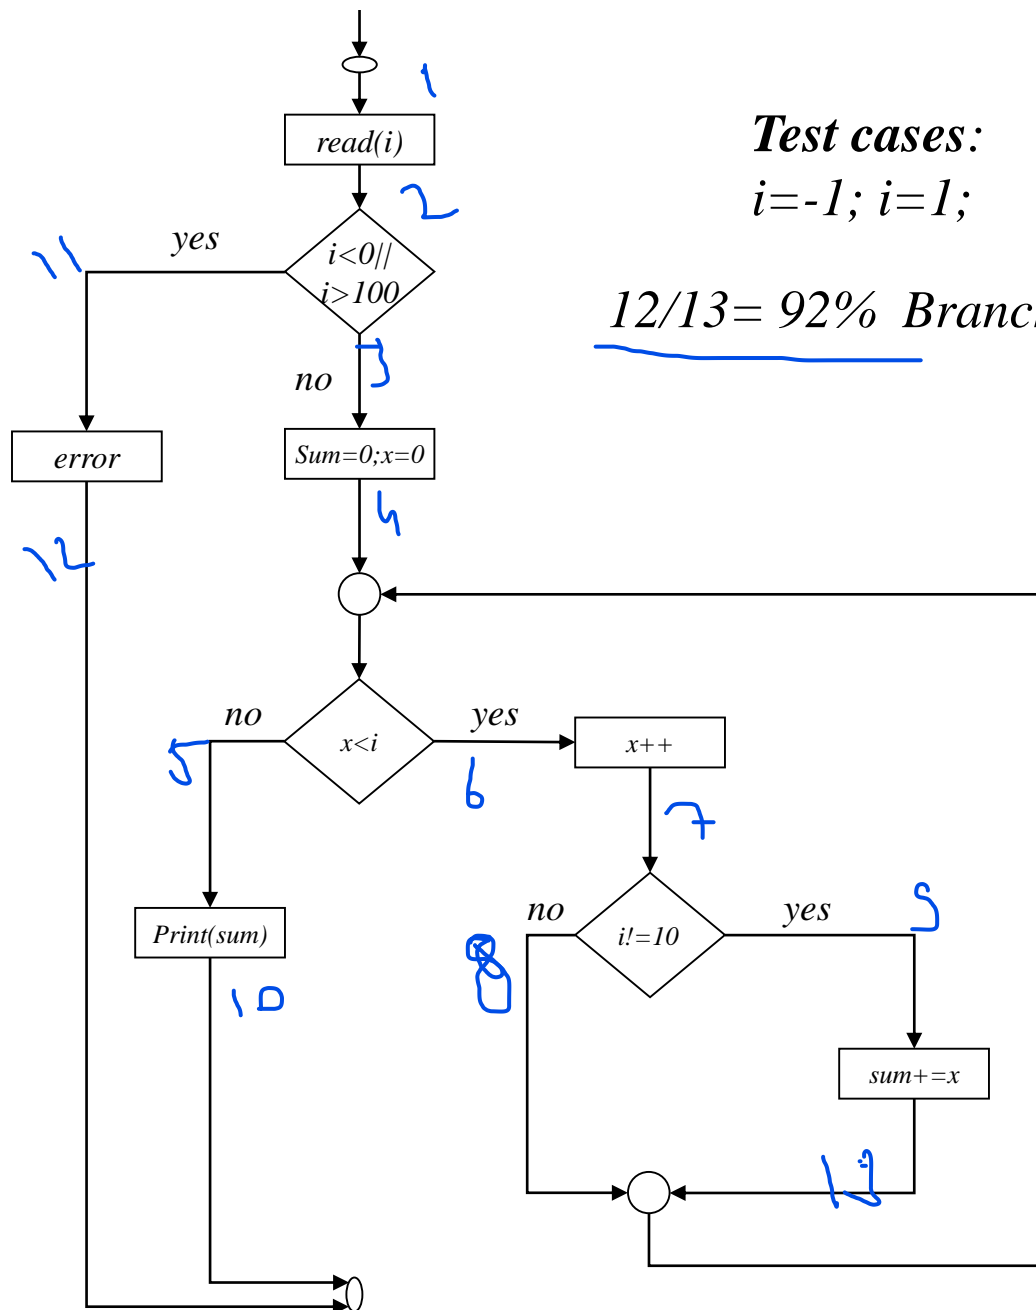 1
read(i)
Test cases:
i=-1; i=1;
2
yes
i<0||
i>100
11
12/13= 92% Branc
3
no
error
Sum=0;x=0
4
12
no
x<i
yes
x++
5
6
7
no
i!=10
yes
9
8
Print(sum)
10
sum+=x
13